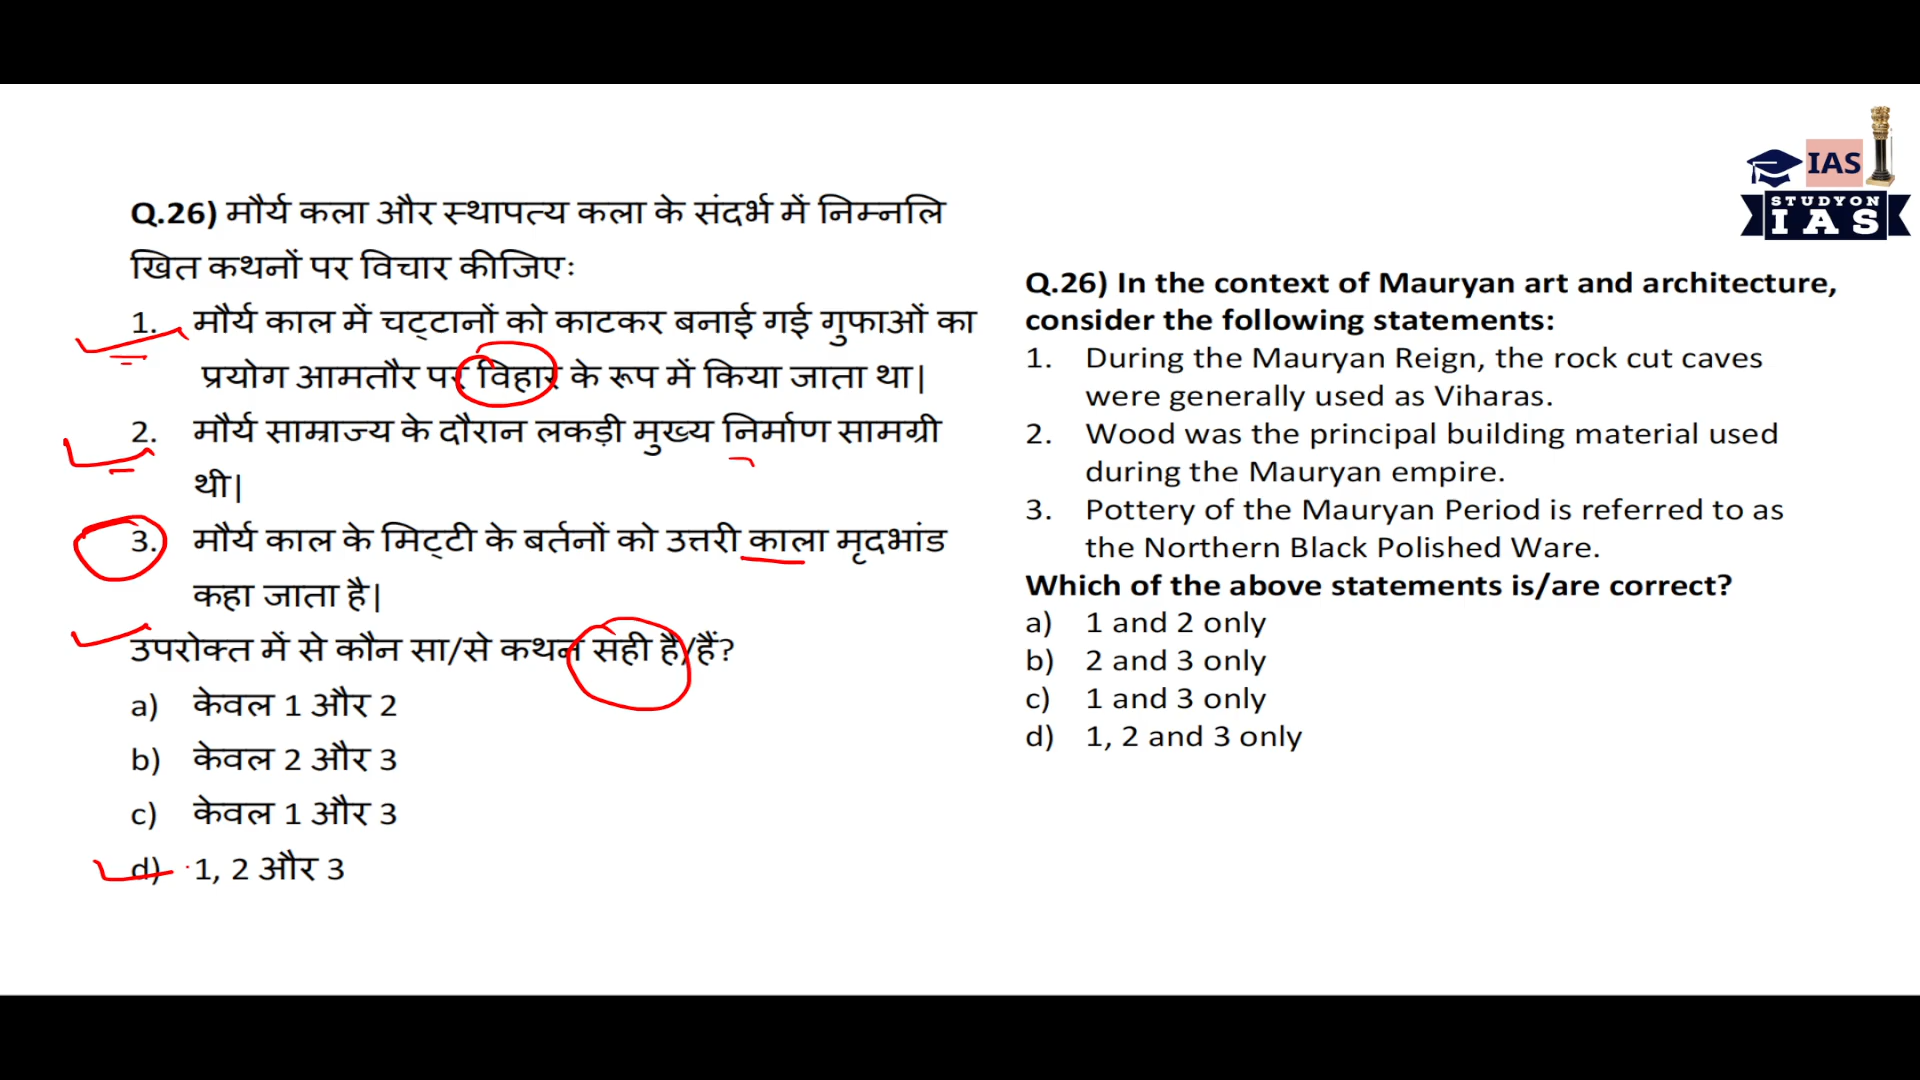 IAS
STUDYON
IAS
Q.26) मौर्य कला और स्थापत्य कला के संदर्भ में निम्नलि
खित कथनों पर विचार कीजिएः
1. मौर्य काल में चट्टानों को काटकर बनाई गई गुफाओं का
प्रयोग आमतौर पर विहार के रूप में किया जाता था|
2. मौर्य साम्राज्य के दौरान लकड़ी मुख्य निर्माण सामग्री
थी|
3. मौर्य काल के मिट्टी के बर्तनों को उत्तरी काला मृदभांड
कहा जाता है|
उपरोक्त में से कौन सा/से कथन सही है/हैं?
a) केवल 1 और 2
b) केवल 2 और 3
c) केवल 1 और 3
d) 1, 2 और 3
Q.26) In the context of Mauryan art and architecture,
consider the following statements:
1. During the Mauryan Reign, the rock cut caves
were generally used as Viharas.
2. Wood was the principal building material used
during the Mauryan empire.
3. Pottery of the Mauryan Period is referred to as
the Northern Black Polished Ware.
Which of the above statements is/are correct?
a) 1 and 2 only
b) 2 and 3 only
c) 1 and 3 only
d) 1, 2 and 3 only